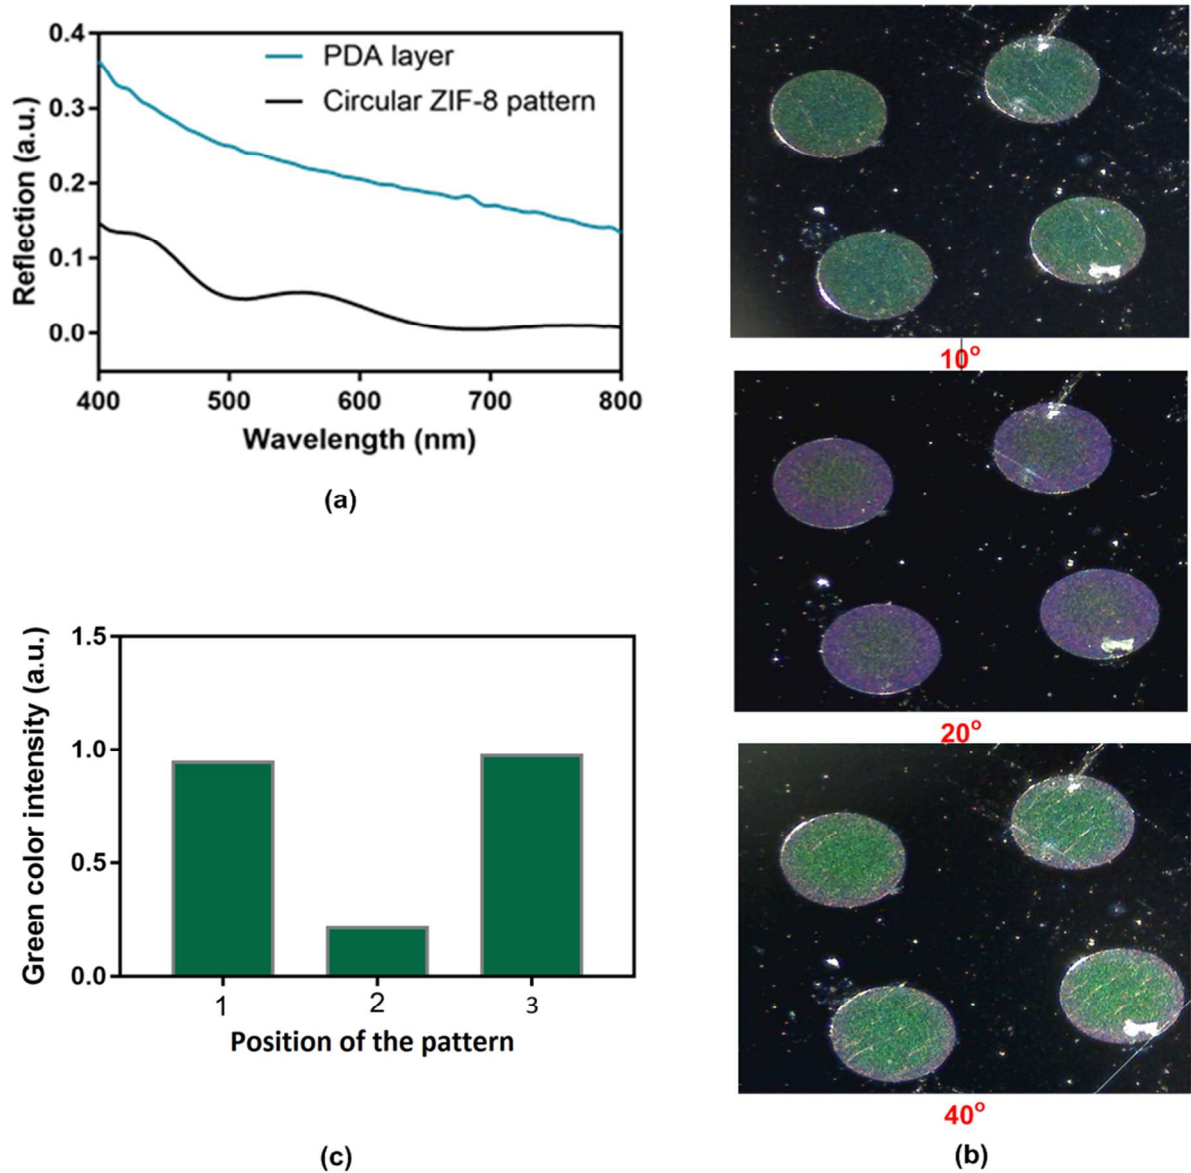 0.4
0.3
0.2
0.1
0.0
Reflection (a.u.)
PDA layer
Circular ZIF-8 pattern
400 500 600 700 800
Wavelength (nm)
(a)
10°
20°
40°
(b)
1.5
1.0
0.5
0.0
Green color intensity (a.u.)
1 2 3
Position of the pattern
(c)